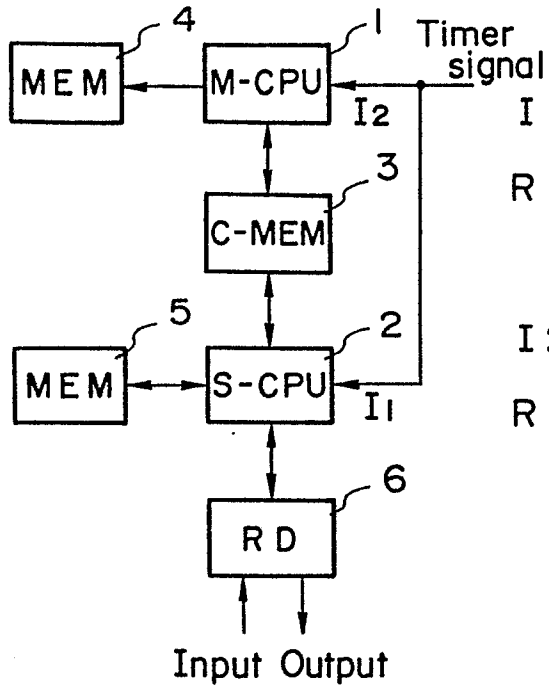 4
1
Timer
signal
MEM
M-CPU
I2
I
3
R
C-MEM
5
2
I
MEM
S-CPU
I1
R
6
RD
Input Output